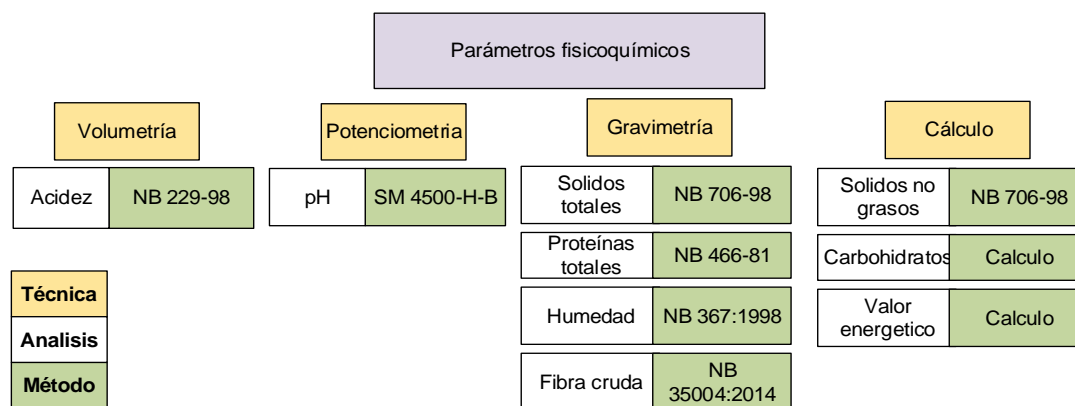 Parámetros fisicoquímicos
Volumetría
Acidez
NB 229-98
Potenciometria
pH
SM 4500-H-B
Gravimetría
Solidos
totales
NB 706-98
Proteínas
totales
NB 466-81
Humedad
NB 367:1998
Fibra cruda
NB
35004:2014
Cálculo
Solidos no
grasos
NB 706-98
Carbohidratos
Calculo
Valor
energetico
Calculo
Técnica
Analisis
Método